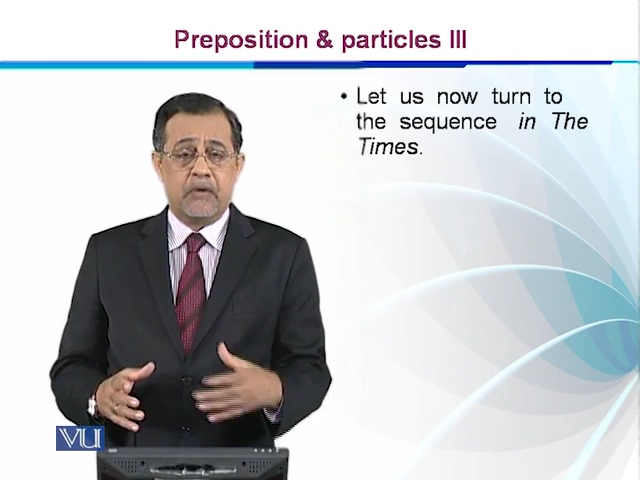 Preposition & particles III
• Let us now turn to
the sequence in The
Times.
VU